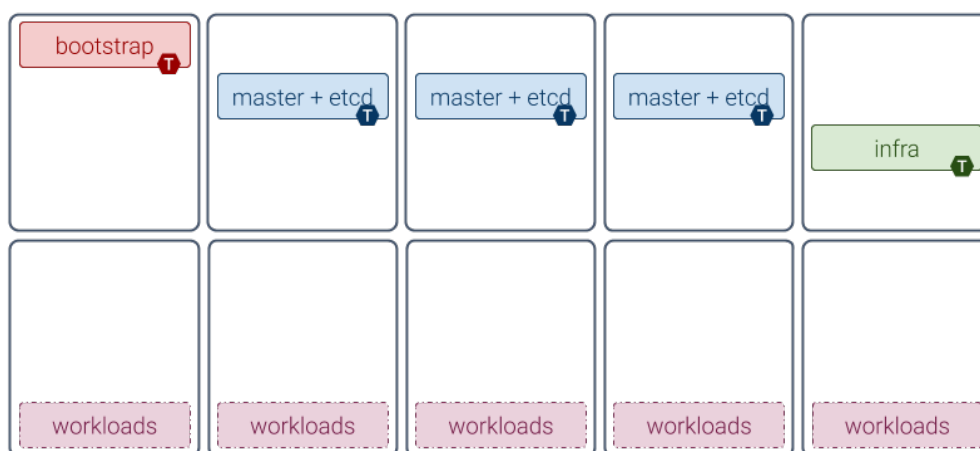 bootstrap
T
master + etcd
T
master + etcd
T
master + etcd
T
infra
T
workloads
workloads
workloads
workloads
workloads